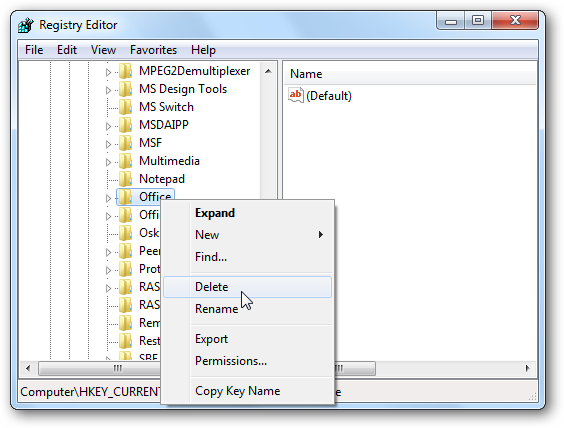 Registry Editor
File Edit View Favorites Help
MPEG2Demultiplexer
MS Design Tools
MS Switch
MSDAIPP
MSF
Multimedia
Notepad
Office
Offi
Osk
Peer
Prot
RAS
RAS
Rem
Rest
SBE
Name
ab
(Default)
Expand
New
Find...
Delete
Rename
Export
Permissions...
Copy Key Name
Computer\HKEY_CURRENT